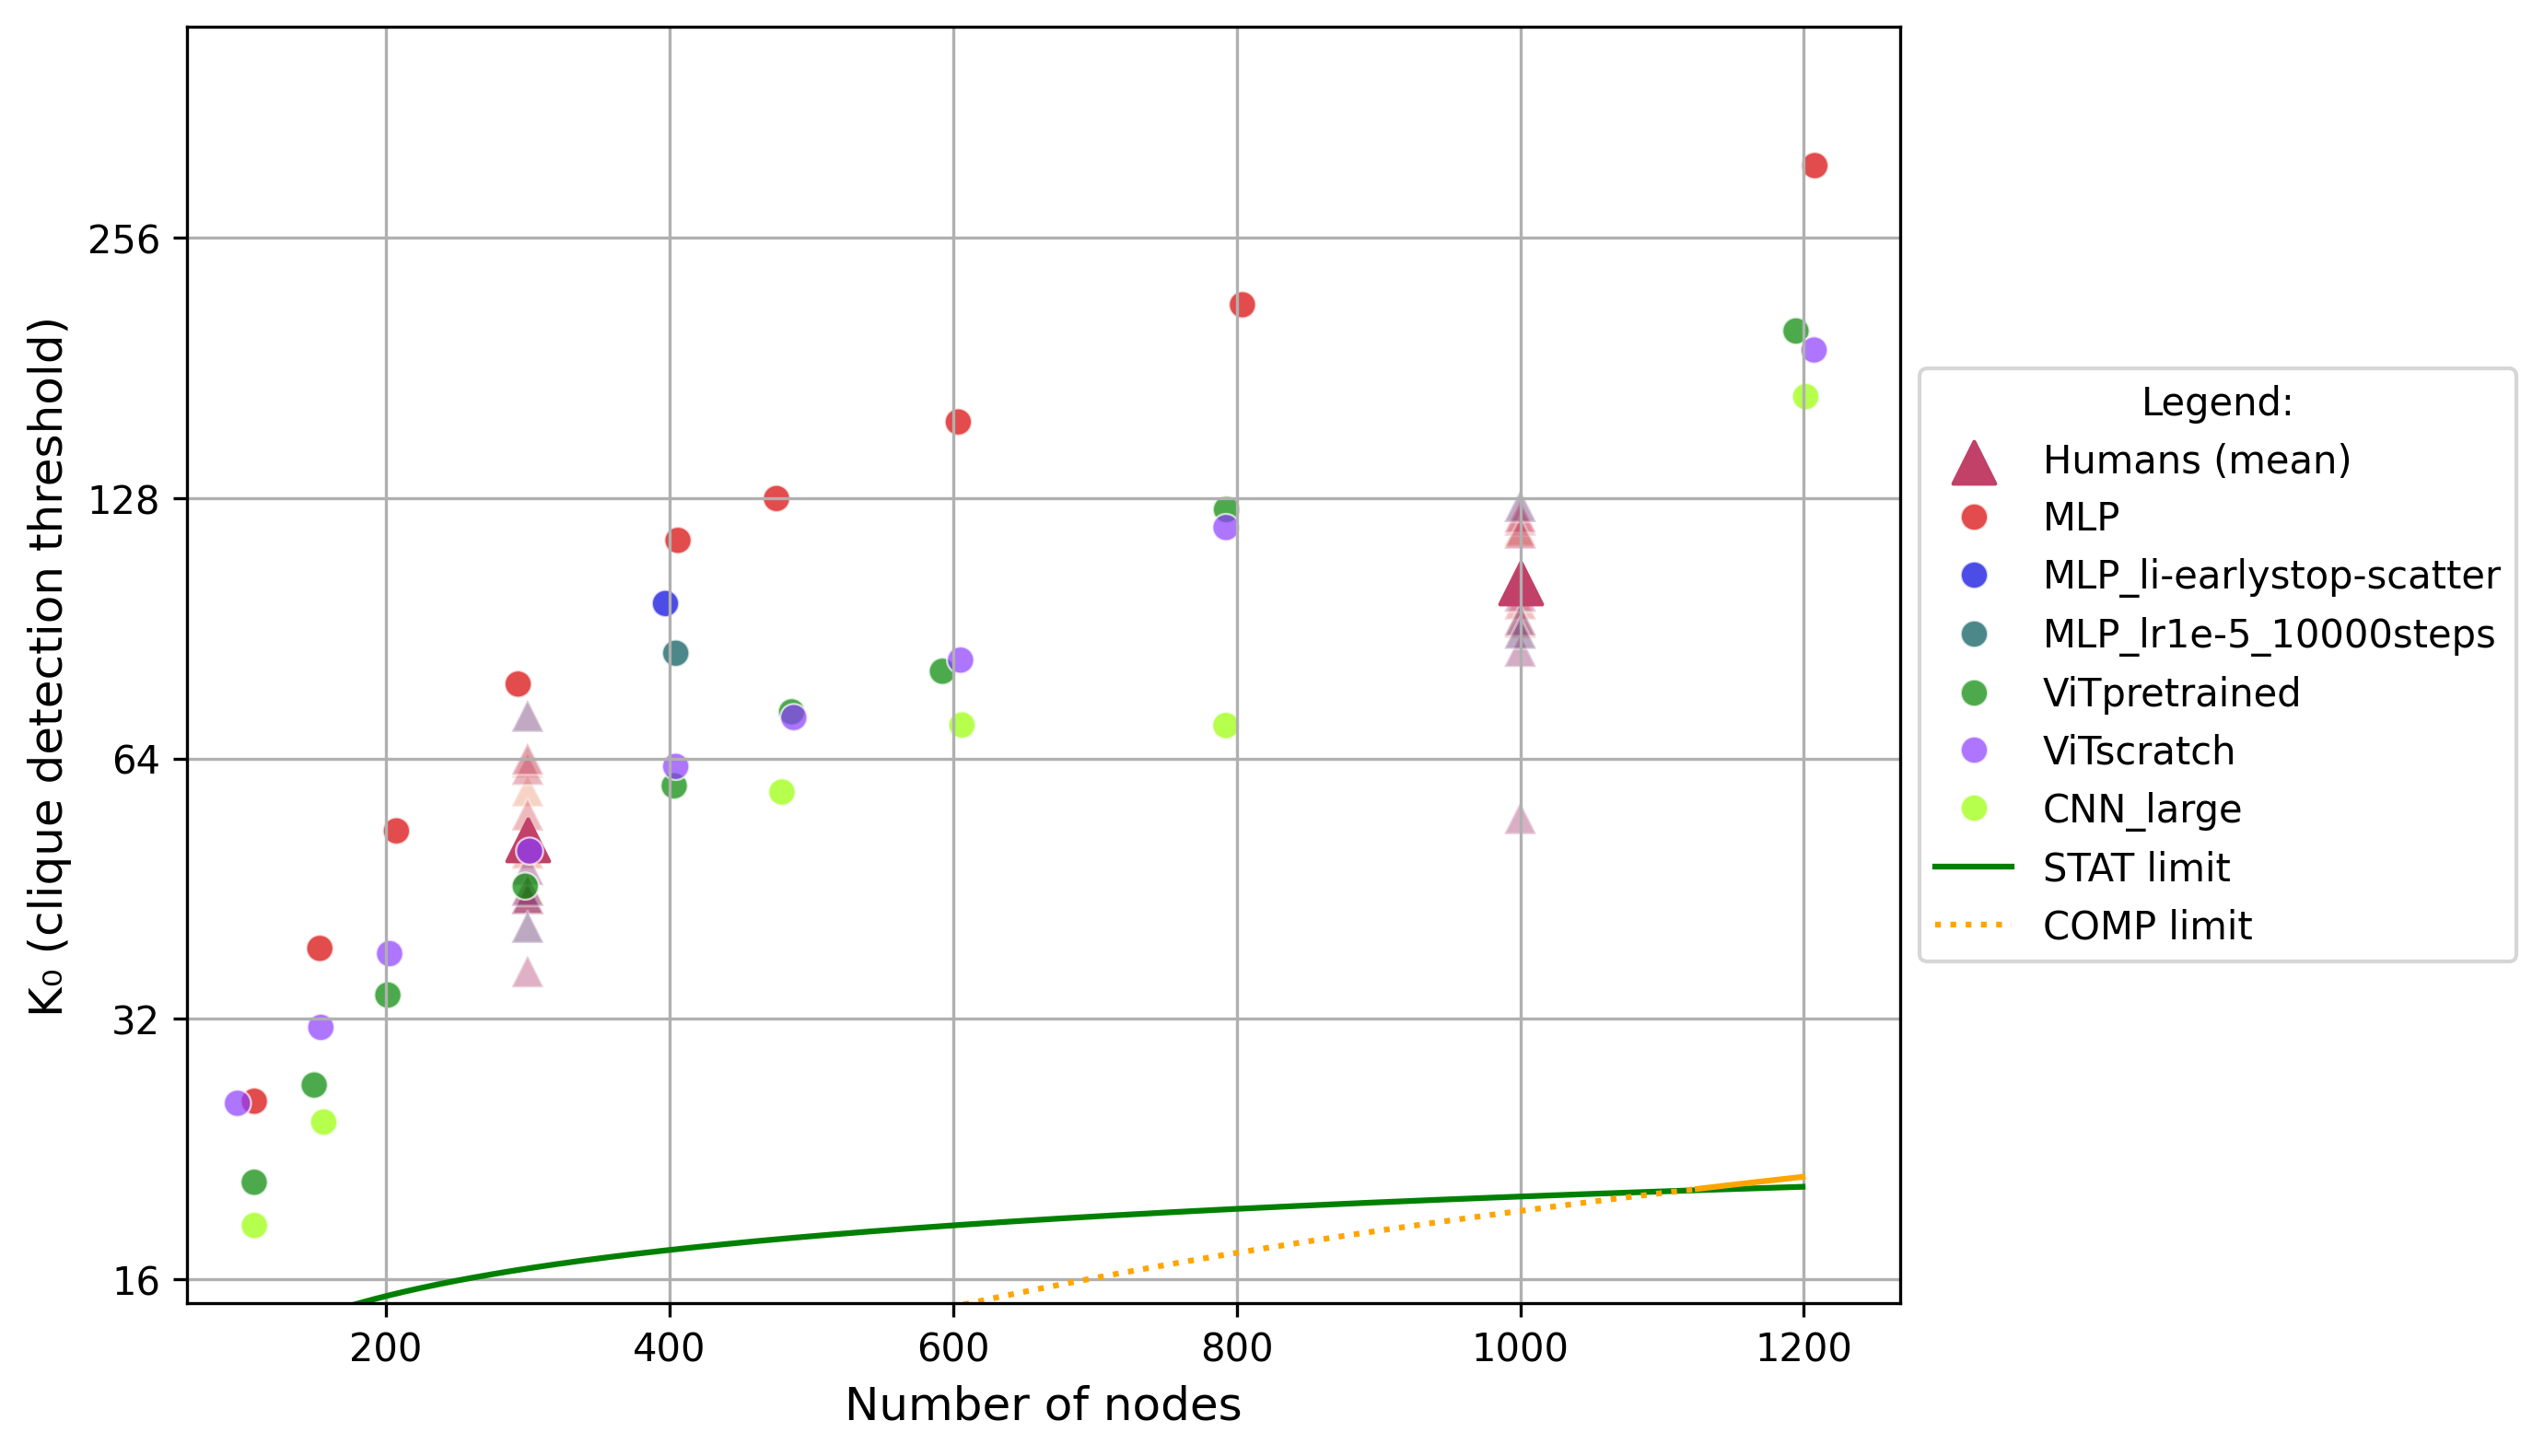 K₀ (clique detection threshold)
256
128
64
32
16
200
400
600
800
1000
1200
Number of nodes
Legend:
Humans (mean)
MLP
MLP_li-earlystop-scatter
MLP_lr1e-5_10000steps
ViTpretrained
ViTscratch
CNN_large
STAT limit
COMP limit